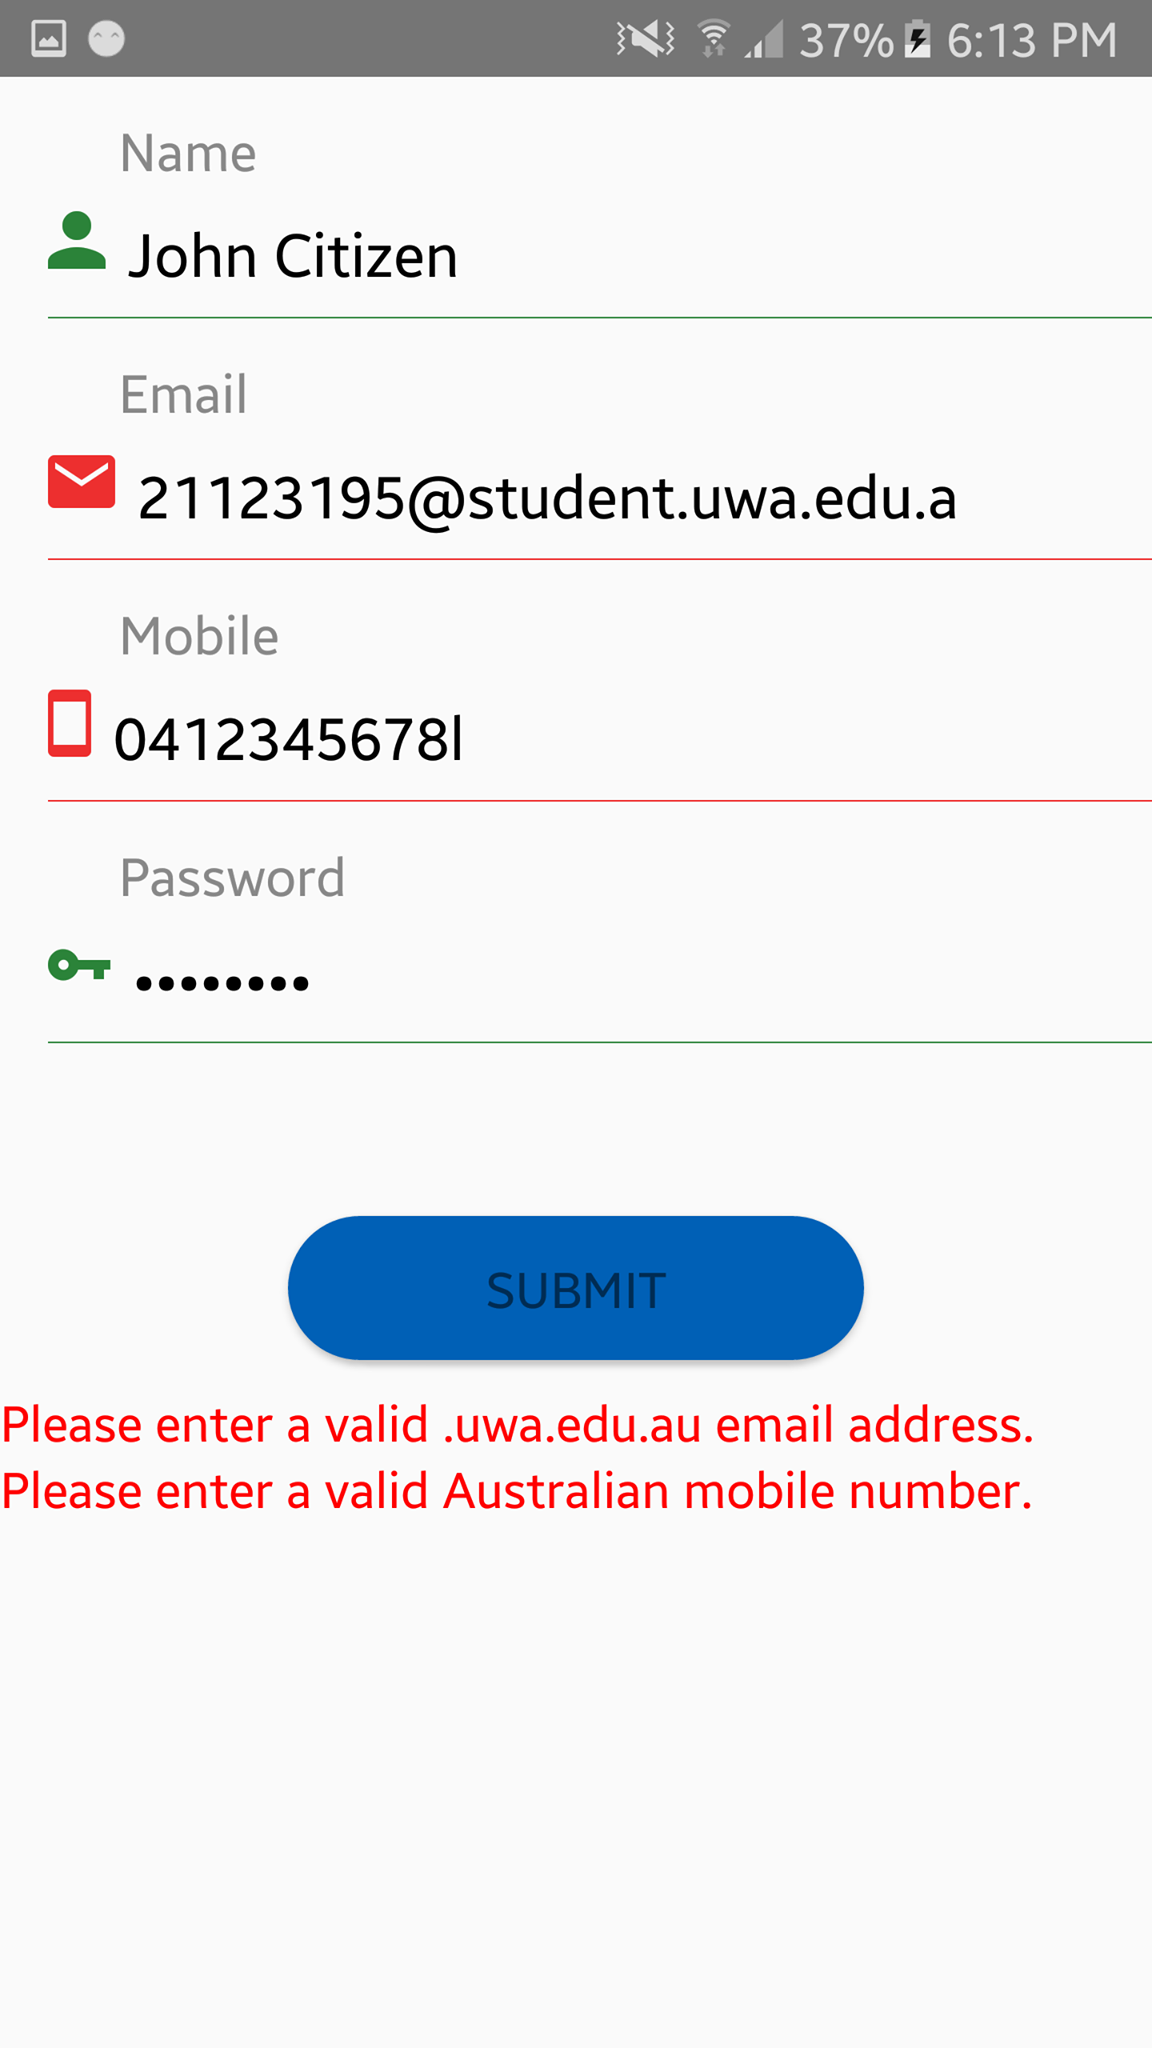 37% 6:13 PM
Name
John Citizen
Email
21123195@student.uwa.edu.a
Mobile
0412345678l
Password
••••••••
SUBMIT
Please enter a valid .uwa.edu.au email address.
Please enter a valid Australian mobile number.